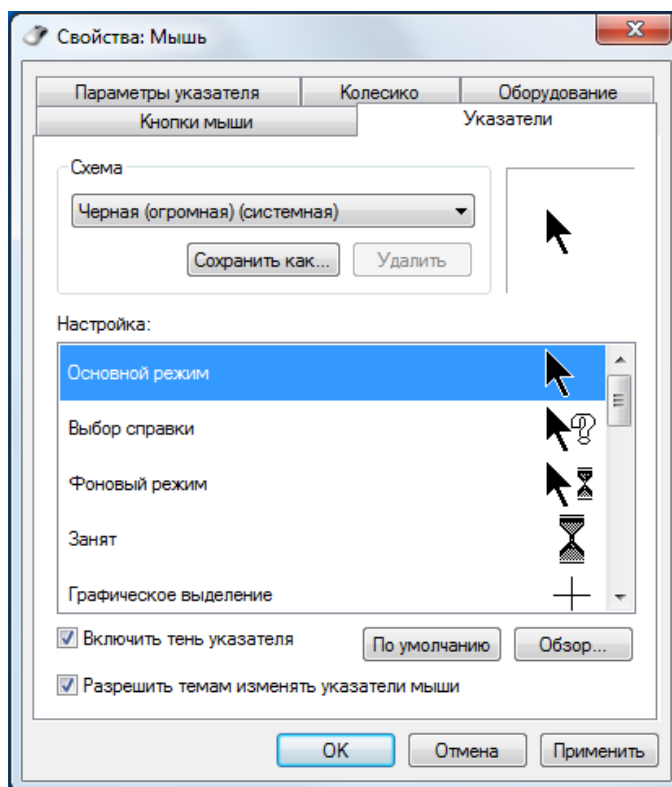 Свойства: Мышь
Параметры указателя
Колесико
Оборудование
Кнопки мыши
Указатели
Схема
Черная (огромная) (системная)
Сохранить как...
Удалить
Настройка:
Основной режим
Выбор справки
Фоновый режим
Занят
Графическое выделение
Включить тень указателя
По умолчанию
Обзор...
Разрешить темам изменять указатели мыши
OK
Отмена
Применить